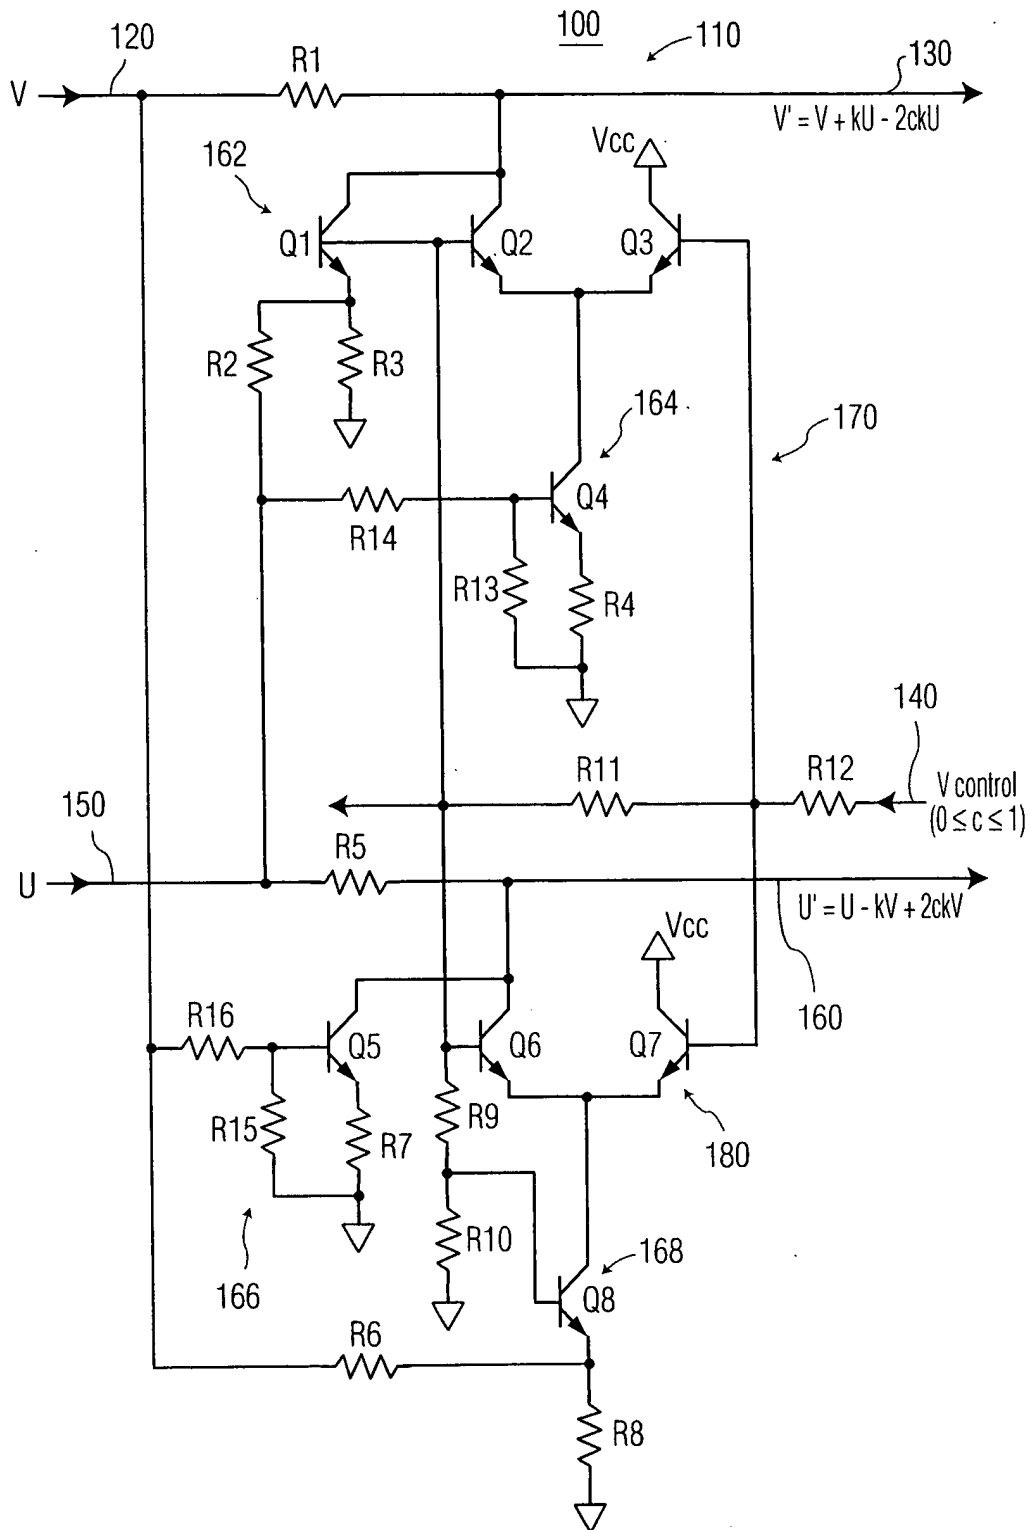 100
110
120
R1
130
V
V' = V + kU - 2ckU
162
Vcc
Q1
Q2
Q3
R2
R3
164
170
Q4
R14
R13
R4
140
R11
R12
V control
(0 ≤ c ≤ 1)
150
R5
U
U' = U - kV + 2ckV
Vcc
160
R16
Q5
Q6
Q7
R15
R7
R9
180
R10
168
166
Q8
R6
R8